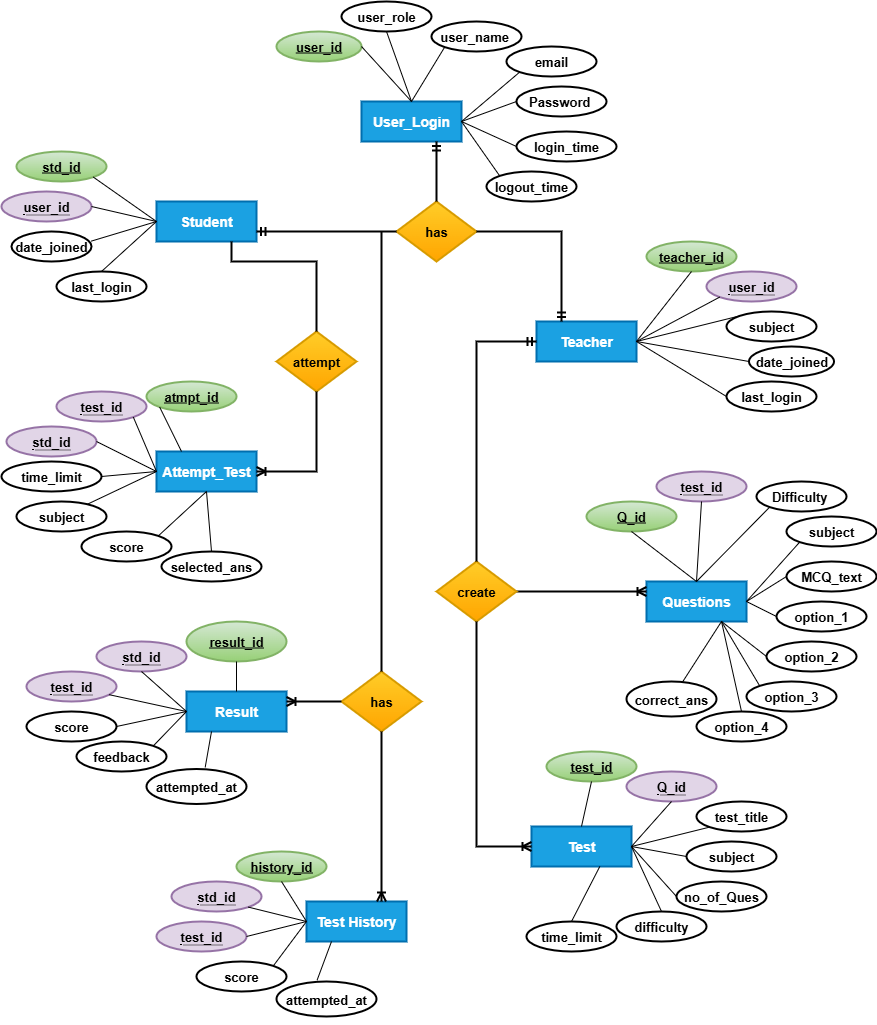 user_role
user_name
user_id
email
Password
User_Login
login_time
logout_time
std_id
user_id
Student
date_joined
last_login
has
teacher_id
user_id
subject
Teacher
date_joined
last_login
attempt
atmpt_id
test_id
std_id
time_limit
Attempt_Test
subject
score
selected_ans
test_id
Difficulty
Q_id
subject
MCQ_text
create
Questions
option_1
option_2
option_3
correct_ans
option_4
result_id
std_id
test_id
Result
score
feedback
attempted_at
has
test_id
Q_id
test_title
Test
subject
no_of_Ques
difficulty
time_limit
history_id
std_id
Test History
test_id
score
attempted_at